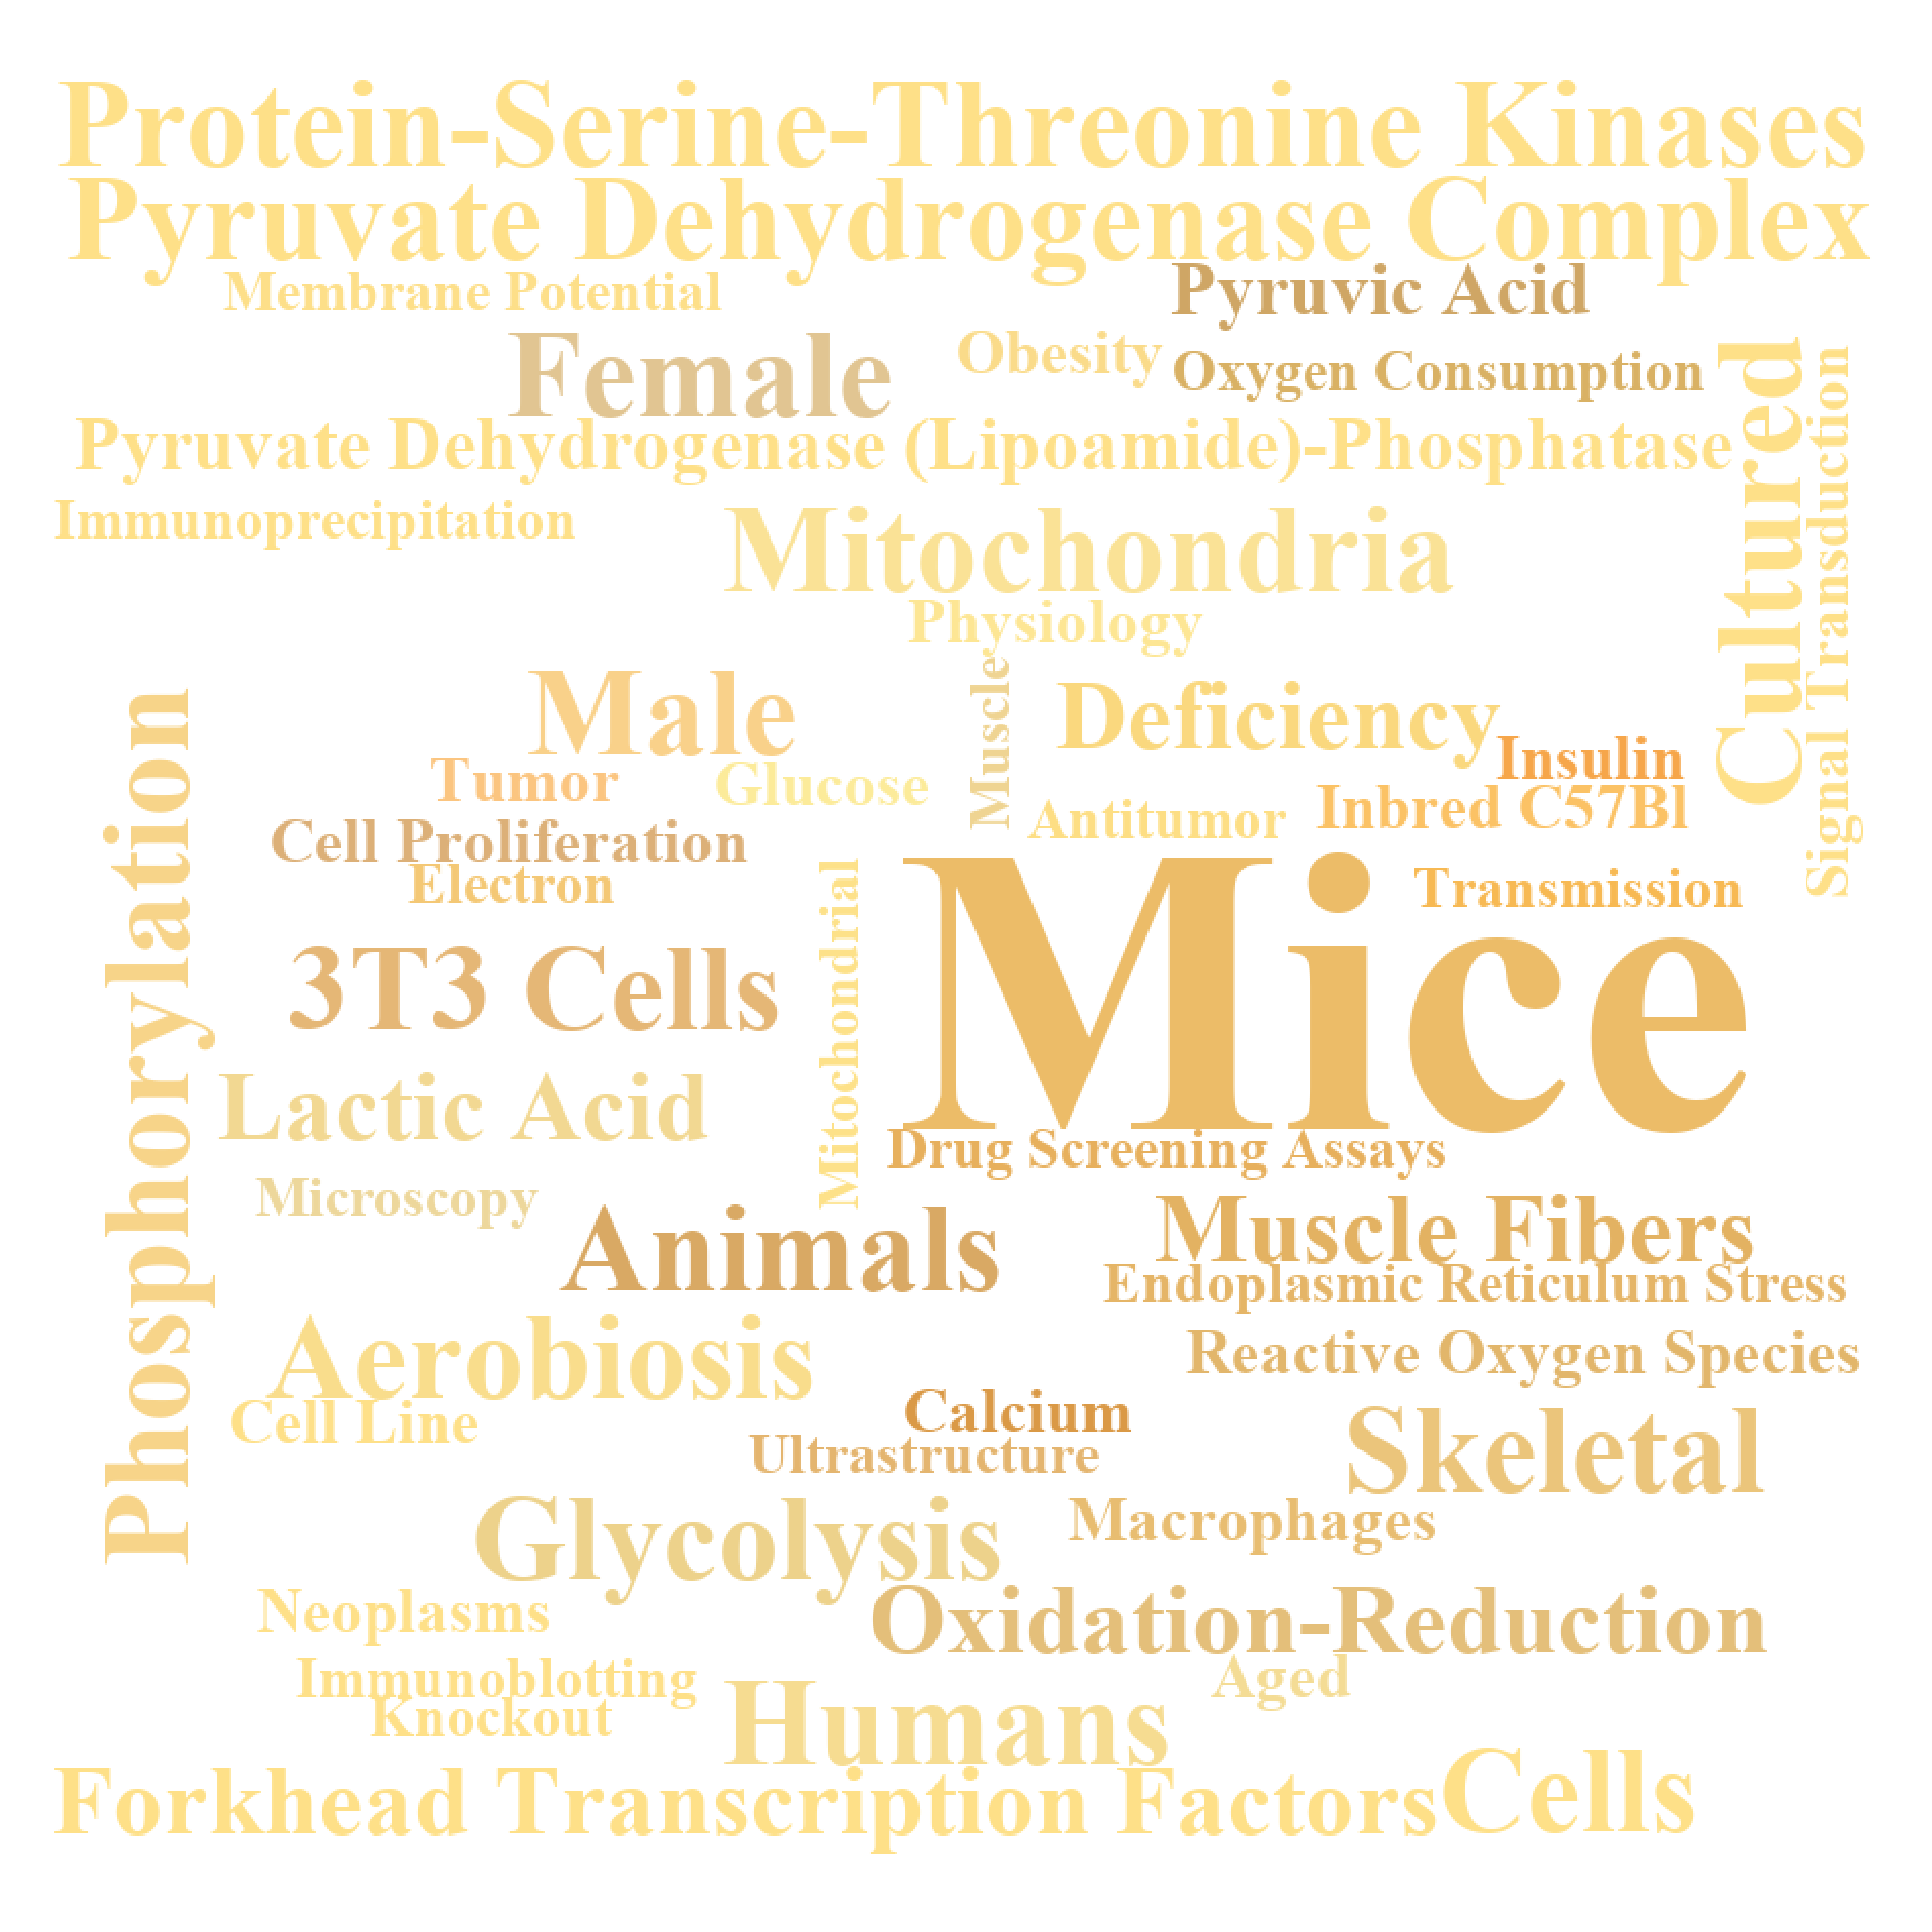 Protein-Serine-Threonine Kinases
Pyruvate Dehydrogenase Complex
Membrane Potential
Pyruvic Acid
Female
Obesity
Oxygen Consumption
Cultured
Signal Transduction
Pyruvate Dehydrogenase (Lipoamide)-Phosphatase
Immunoprecipitation
Mitochondria
Physiology
Muscle
Male
Deficiency
Phosphorylation
Tumor
Glucose
Insulin
Antitumor
Inbred C57Bl
Cell Proliferation
Electron
Mitochondrial
Mice
Transmission
3T3 Cells
Lactic Acid
Drug Screening Assays
Microscopy
Animals
Muscle Fibers
Endoplasmic Reticulum Stress
Aerobiosis
Reactive Oxygen Species
Cell Line
Calcium
Ultrastructure
Skeletal
Glycolysis
Macrophages
Neoplasms
Oxidation-Reduction
Immunoblotting
Aged
Knockout
Humans
Forkhead Transcription Factors
Cells